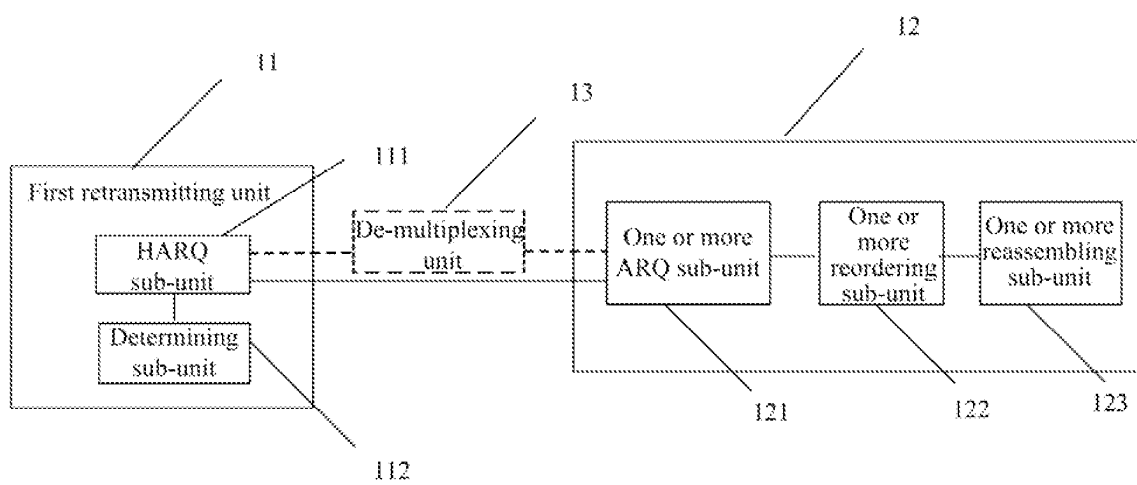 12
11
13
111
First retransmitting unit
HARQ
sub-unit
De-multiplexing
unit
One or more
ARQ sub-unit
One or
more
reordering
sub-unit
One or more
reassembling
sub-unit
Determining
sub-unit
121
122
123
112